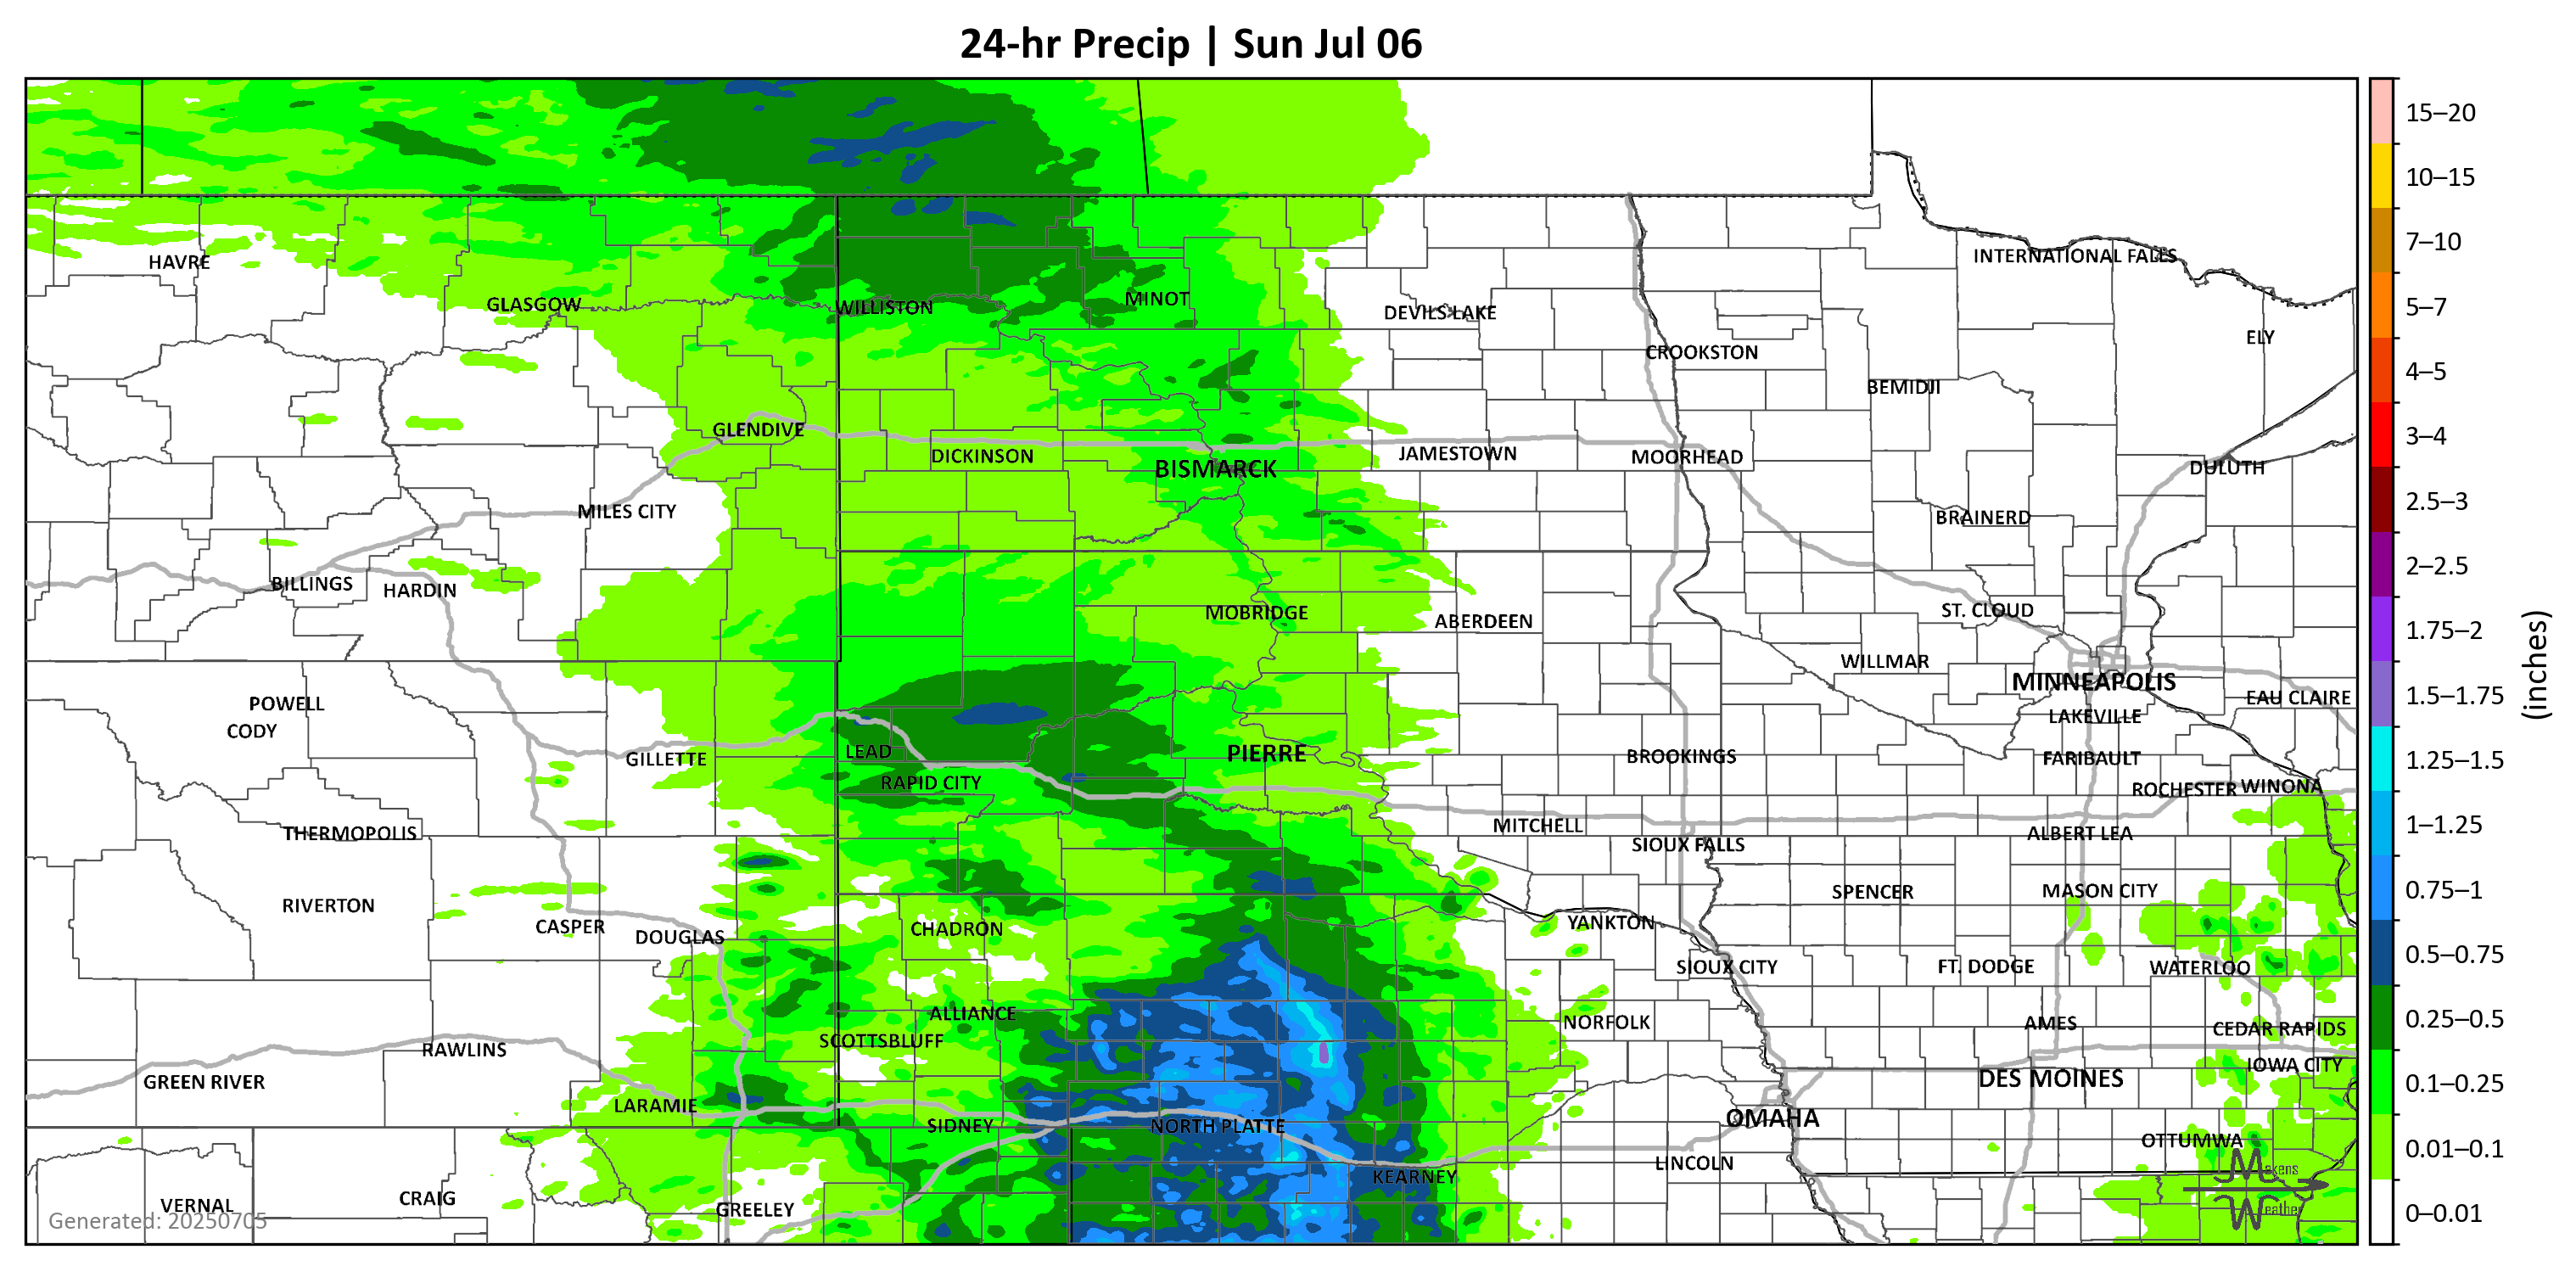 24-hr Precip | Sun Jul 06
15–20
10–15
7–10
5–7
4–5
3–4
2.5–3
2–2.5
1.75–2
1.5–1.75
1.25–1.5
1–1.25
0.75–1
0.5–0.75
0.25–0.5
0.1–0.25
0.01–0.1
0–0.01
(inches)
INTERNATIONAL FALLS
HAVRE
GLASGOW
WILLISTON
MINOT
DEVILS LAKE
ELY
CROOKSTON
BEMIDJI
GLENDIVE
DICKINSON
BISMARCK
JAMESTOWN
MOORHEAD
DULUTH
MILES CITY
BRAINERD
BILLINGS
HARDIN
MOBRIDGE
ABERDEEN
ST. CLOUD
WILLMAR
MINNEAPOLIS
EAU CLAIRE
POWELL
CODY
LAKEVILLE
GILLETTE
LEAD
PIERRE
BROOKINGS
FARIBAULT
RAPID CITY
ROCHESTER
WINONA
THERMOPOLIS
MITCHELL
SIOUX FALLS
ALBERT LEA
RIVERTON
SPENCER
MASON CITY
CASPER
DOUGLAS
CHADRON
YANKTON
SIOUX CITY
FT. DODGE
WATERLOO
ALLIANCE
SCOTTSBLUFF
NORFOLK
AMES
CEDAR RAPIDS
RAWLINS
IOWA CITY
GREEN RIVER
DES MOINES
LARAMIE
SIDNEY
NORTH PLATTE
OMAHA
OTTUMWA
LINCOLN
KEARNEY
VERNAL
CRAIG
GREELEY
Makens
Weather
Generated: 20250705